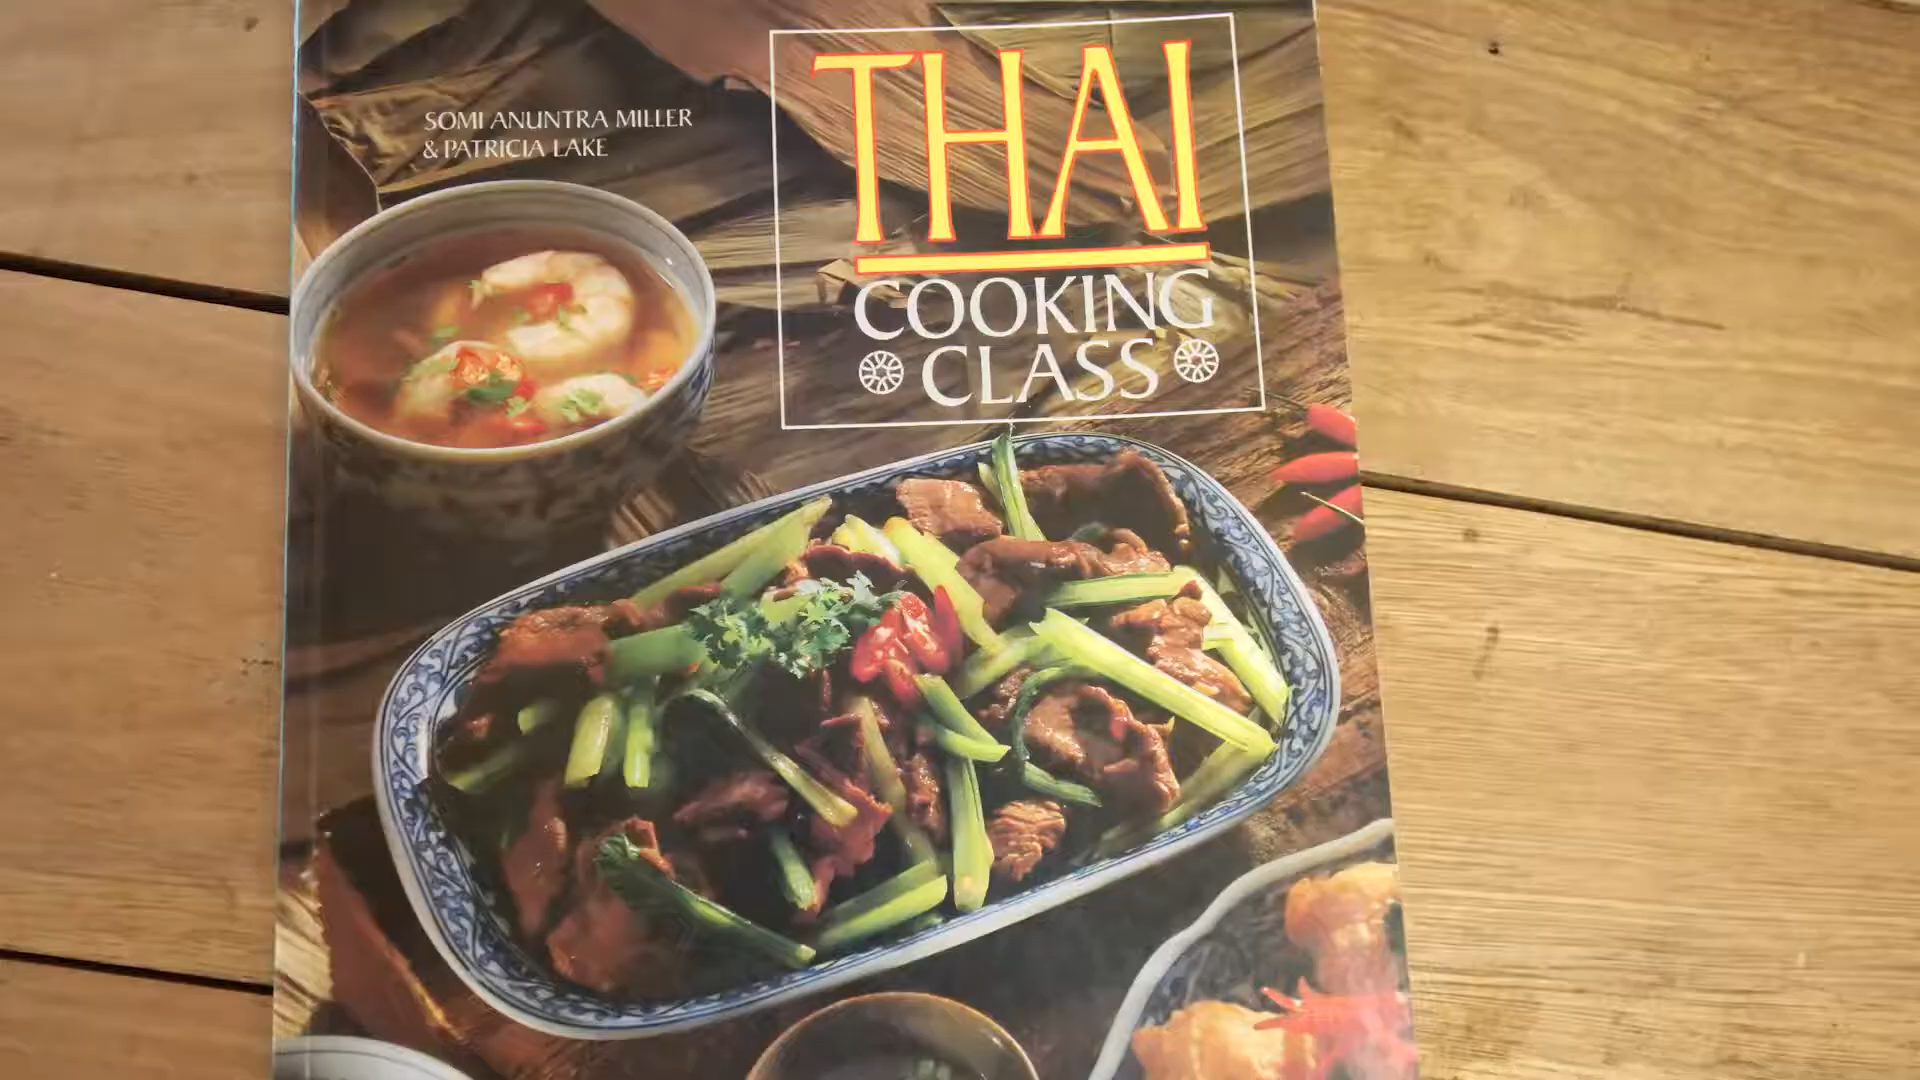 SOMI ANUNTRA MILLER
& PATRICIA LAKE
THAI
COOKING
CLASS